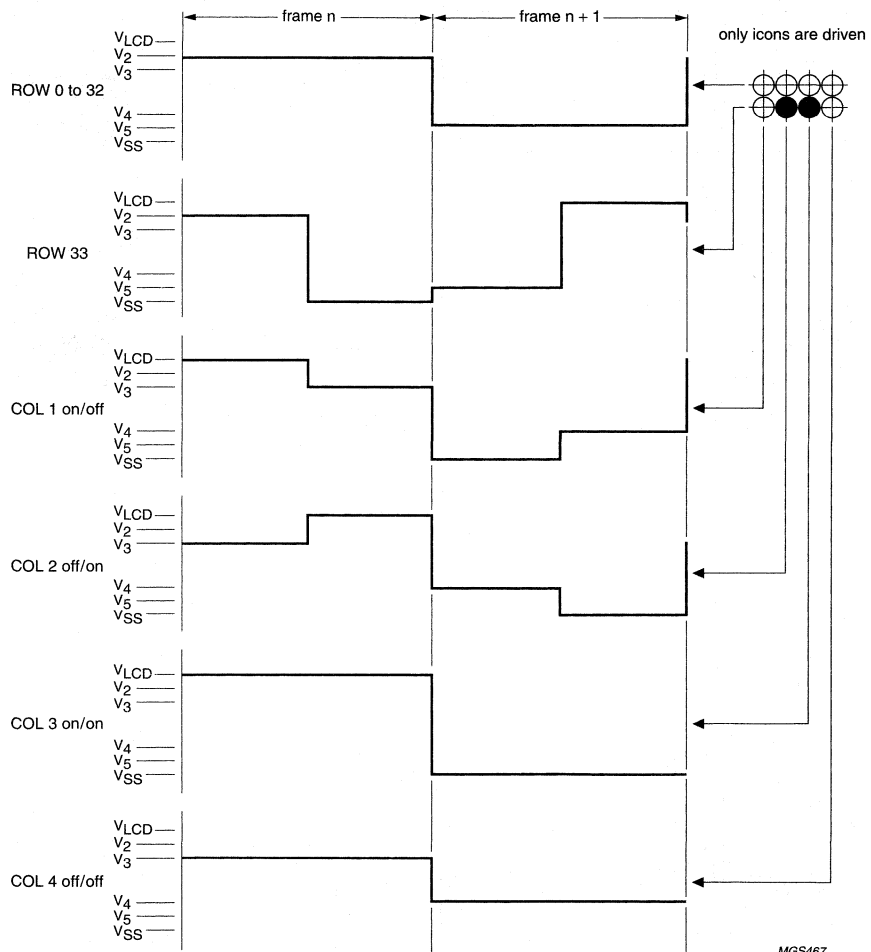 frame n
frame n + 1
only icons are driven
ROW 0 to 32
VLCD
V2
V3
V4
V5
VSS
ROW 33
VLCD
V2
V3
V4
V5
VSS
COL 1 on/off
VLCD
V2
V3
V4
V5
VSS
COL 2 off/on
VLCD
V2
V3
V4
V5
VSS
COL 3 on/on
VLCD
V2
V3
V4
V5
VSS
COL 4 off/off
VLCD
V2
V3
V4
V5
VSS
MGS467